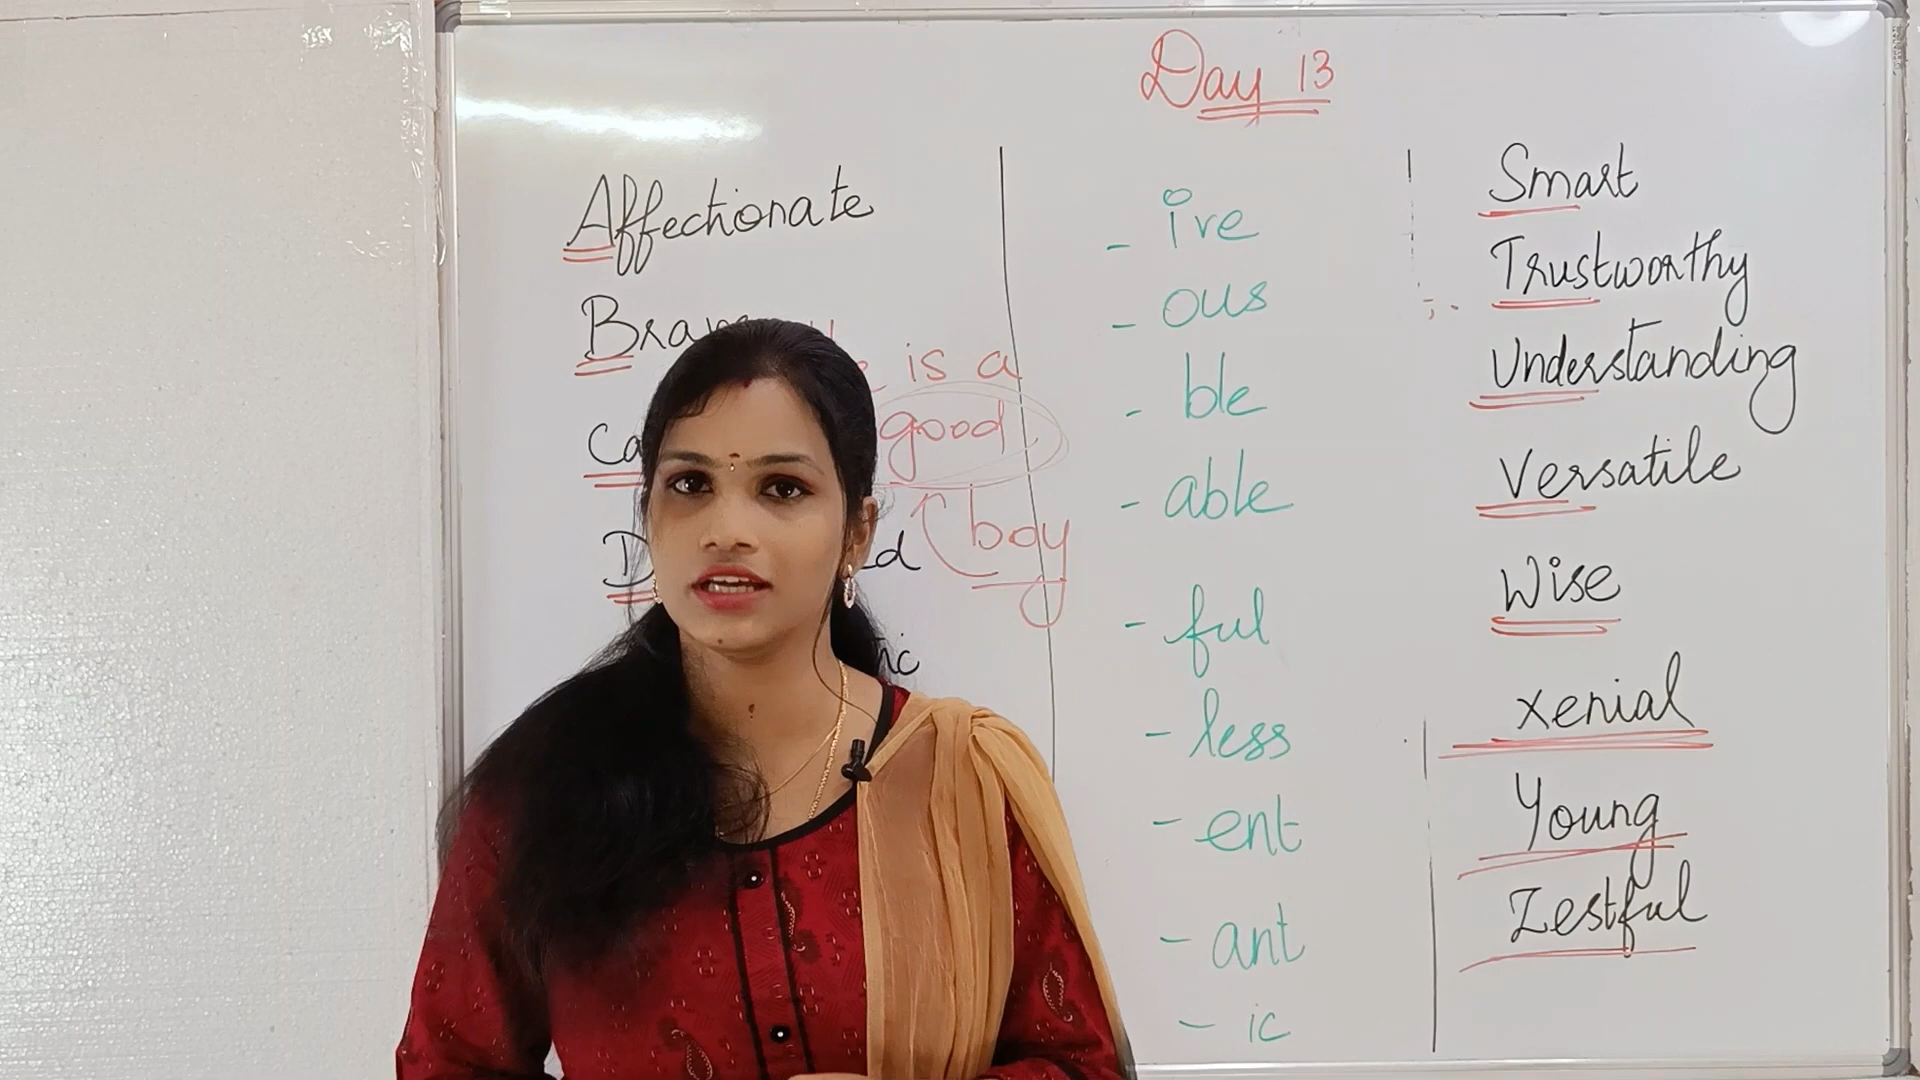 Day 13
Affectionate
is a
good
boy
- ive
- ous
- ble
- able
- ful
- less
- ent
- ant
- ic
Smart
Trustworthy
Understanding
Versatile
Wise
Xenial
Young
Zestful